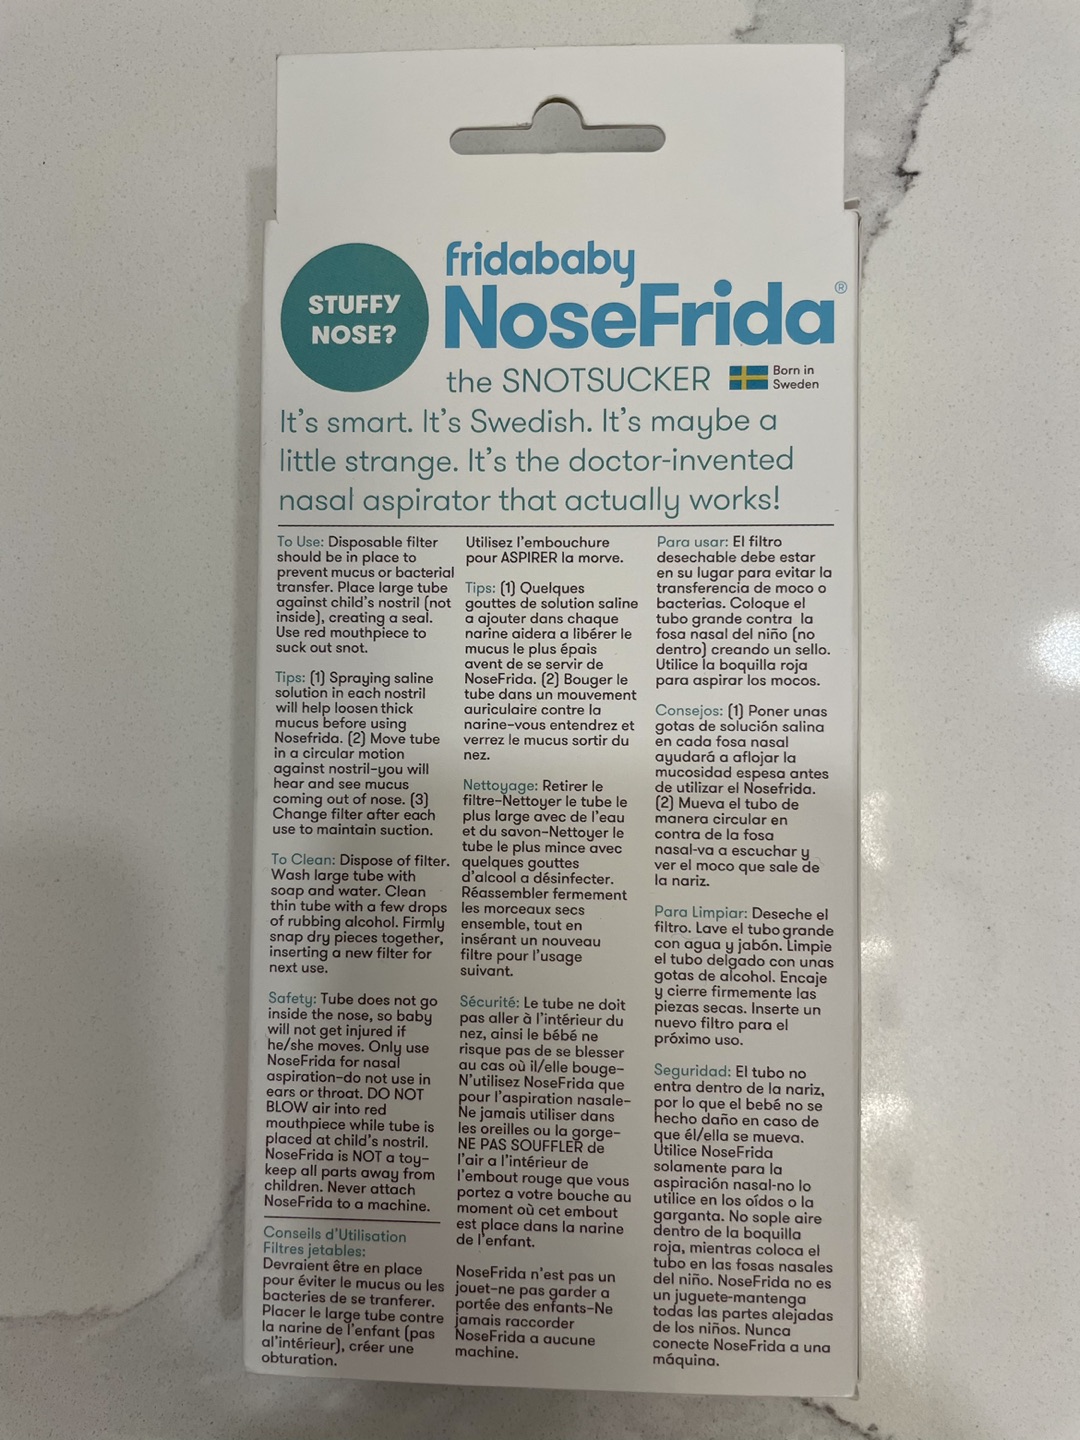 STUFFY
NOSE?
fridababy
NoseFrida®
the SNOTSUCKER
Born in
Sweden
It's smart. It's Swedish. It's maybe a
little strange. It's the doctor-invented
nasal aspirator that actually works!
To Use: Disposable filter
should be in place to
prevent mucus or bacterial
transfer. Place large tube
against child's nostril (not
inside), creating a seal.
Use red mouthpiece to
suck out snot.
Tips: (1) Spraying saline
solution in each nostril
will help loosen thick
mucus before using
Nosefrida. (2) Move tube
in a circular motion
against nostril–you will
hear and see mucus
coming out of nose. (3)
Change filter after each
use to maintain suction.
To Clean: Dispose of filter.
Wash large tube with
soap and water. Clean
thin tube with a few drops
of rubbing alcohol. Firmly
snap dry pieces together,
inserting a new filter for
next use.
Safety: Tube does not go
inside the nose, so baby
will not get injured if
he/she moves. Only use
NoseFrida for nasal
aspiration–do not use in
ears or throat. DO NOT
BLOW air into red
mouthpiece while tube is
placed at child's nostril.
NoseFrida is NOT a toy–
keep all parts away from
children. Never attach
NoseFrida to a machine.
Conseils d'Utilisation
Filtres jetables:
Devraient être en place
pour éviter le mucus ou les
bacteries de se tranferer.
Placer le large tube contre
la narine de l'enfant (pas
al'intérieur), créer une
obturation.
Utilisez l'embouchure
pour ASPIRER la morve.
Tips: (1) Quelques
gouttes de solution saline
a ajouter dans chaque
narine aidera a libérer le
mucus le plus épais
avent de se servir de
NoseFrida. (2) Bouger le
tube dans un mouvement
auriculaire contre la
narine–vous entendrez et
verrez le mucus sortir du
nez.
Nettoyage: Retirer le
filtre–Nettoyer le tube le
plus large avec de l'eau
et du savon–Nettoyer le
tube le plus mince avec
quelques gouttes
d'alcool a désinfecter.
Réassembler fermement
les morceaux secs
ensemble, tout en
insérant un nouveau
filtre pour l'usage
suivant.
Sécurité: Le tube ne doit
pas aller à l'intérieur du
nez, ainsi le bébé ne
risque pas de se blesser
au cas où il/elle bouge–
N'utilisez NoseFrida que
pour l'aspiration nasale–
Ne jamais utiliser dans
les oreilles ou la gorge–
NE PAS SOUFFLER de
l'air a l'intérieur de
l'embout rouge que vous
portez a votre bouche au
moment où cet embout
est place dans la narine
de l'enfant.
NoseFrida n'est pas un
jouet–ne pas garder a
portée des enfants–Ne
jamais raccorder
NoseFrida a aucune
machine.
Para usar: El filtro
desechable debe estar
en su lugar para evitar la
transferencia de moco o
bacterias. Coloque el
tubo grande contra la
fosa nasal del niño (no
dentro) creando un sello.
Utilice la boquilla roja
para aspirar los mocos.
Consejos: (1) Poner unas
gotas de solución salina
en cada fosa nasal
ayudará a aflojar la
mucosidad espesa antes
de utilizar el Nosefrida.
(2) Mueva el tubo de
manera circular en
contra de la fosa
nasal-va a escuchar y
ver el moco que sale de
la nariz.
Para Limpiar: Deseche el
filtro. Lave el tubo grande
con agua y jabón. Limpie
el tubo delgado con unas
gotas de alcohol. Encaje
y cierre firmemente las
piezas secas. Inserte un
nuevo filtro para el
próximo uso.
Seguridad: El tubo no
entra dentro de la nariz,
por lo que el bebé no se
hecho daño en caso de
que él/ella se mueva.
Utilice NoseFrida
solamente para la
aspiración nasal-no lo
utilice en los oídos o la
garganta. No sople aire
dentro de la boquilla
roja, mientras coloca el
tubo en las fosas nasales
del niño. NoseFrida no es
un juguete-mantenga
todas las partes alejadas
de los niños. Nunca
conecte NoseFrida a una
máquina.